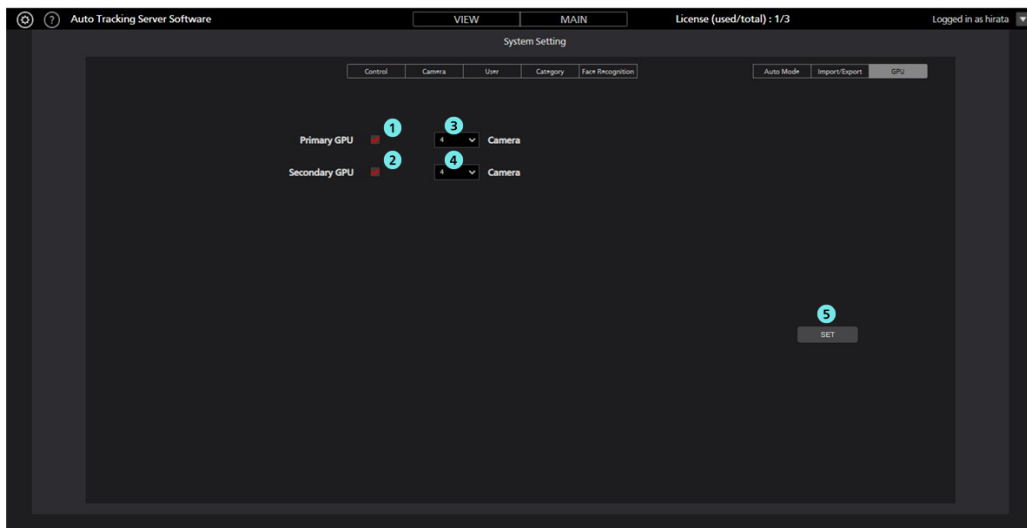 ? Auto Tracking Server Software VIEW MAIN License (used/total) : 1/3 Logged in as hirata
System Setting
Control Camera User Category Face Recognition Auto Mode Import/Export GPU
1 3
Primary GPU 4 Camera
2 4
Secondary GPU 4 Camera
5
SET